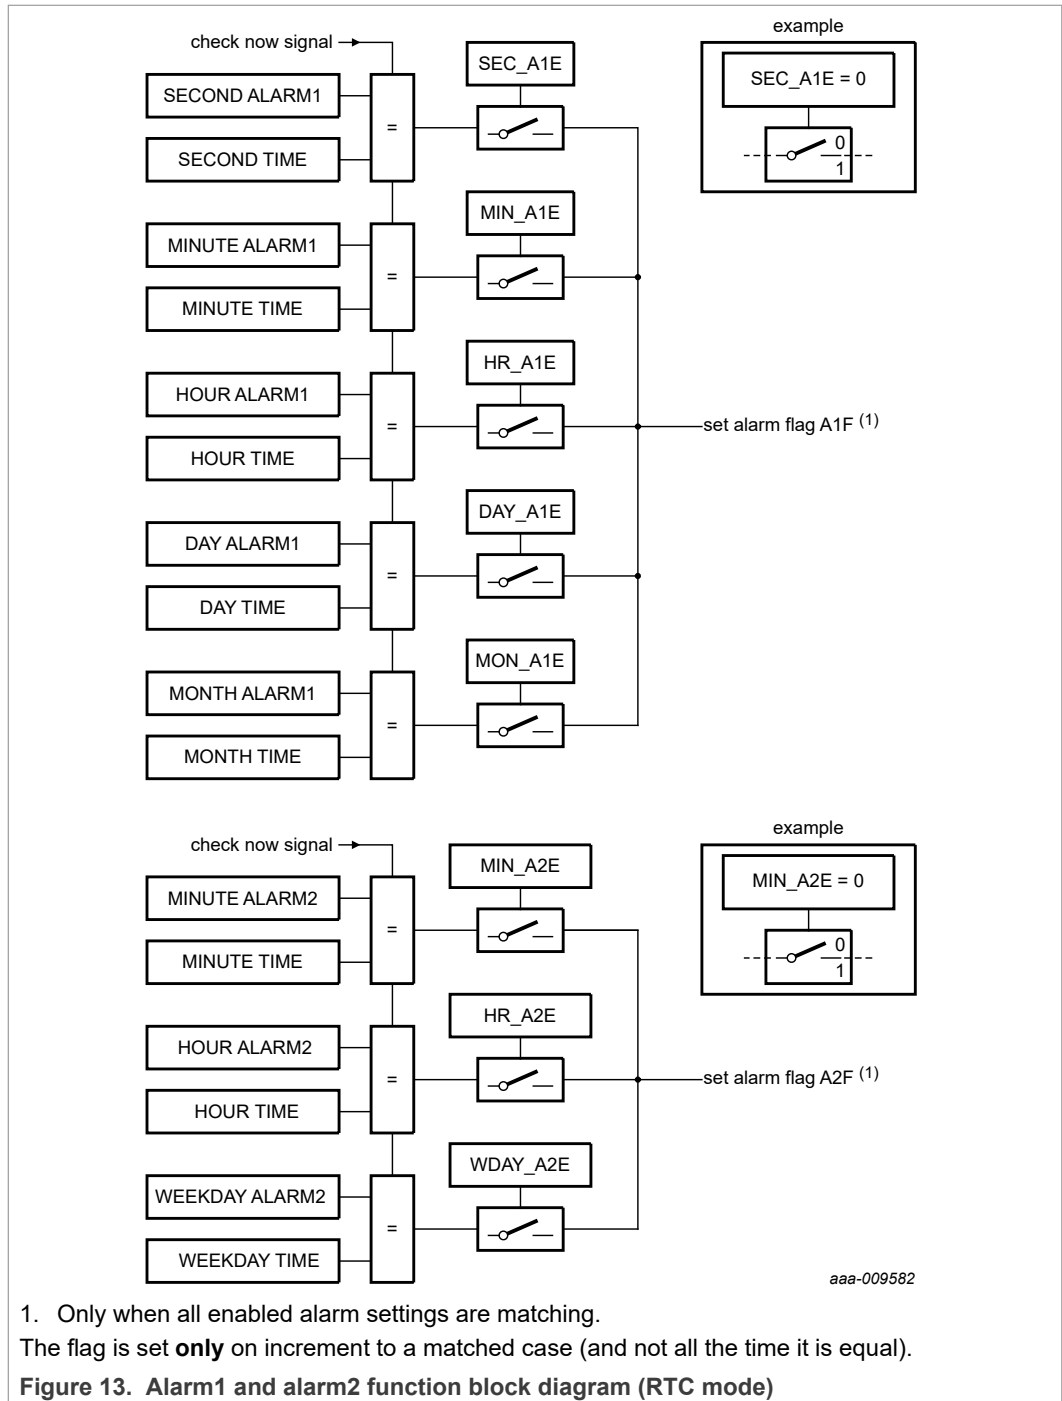 example
check now signal
SEC_A1E
SEC_A1E = 0
SECOND ALARM1
=
0
1
SECOND TIME
MIN_A1E
MINUTE ALARM1
=
MINUTE TIME
HR_A1E
HOUR ALARM1
=
set alarm flag A1F (1)
HOUR TIME
DAY_A1E
DAY ALARM1
=
DAY TIME
MON_A1E
MONTH ALARM1
=
MONTH TIME
example
check now signal
MIN_A2E
MIN_A2E = 0
MINUTE ALARM2
=
0
1
MINUTE TIME
HR_A2E
HOUR ALARM2
=
set alarm flag A2F (1)
HOUR TIME
WDAY_A2E
WEEKDAY ALARM2
=
WEEKDAY TIME
aaa-009582
1. Only when all enabled alarm settings are matching.
The flag is set only on increment to a matched case (and not all the time it is equal).
Figure 13. Alarm1 and alarm2 function block diagram (RTC mode)